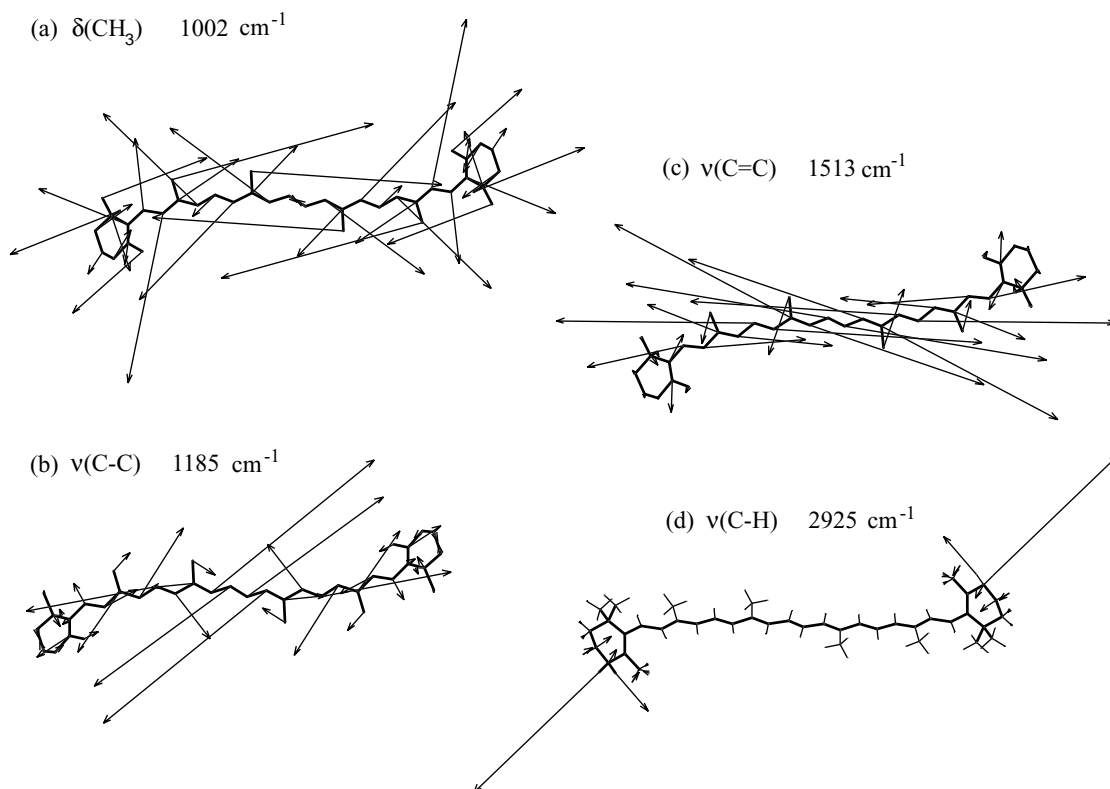 (a) δ(CH₃) 1002 cm⁻¹
(c) ν(C=C) 1513 cm⁻¹
(b) ν(C-C) 1185 cm⁻¹
(d) ν(C-H) 2925 cm⁻¹